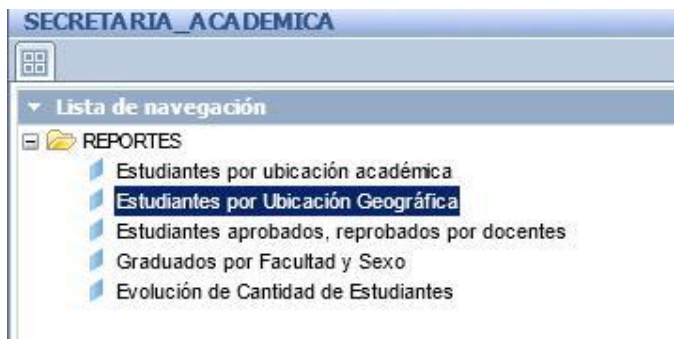 SECRETARIA_ACADEMICA
Lista de navegación
REPORTES
Estudiantes por ubicación académica
Estudiantes por Ubicación Geográfica
Estudiantes aprobados, reprobados por docentes
Graduados por Facultad y Sexo
Evolución de Cantidad de Estudiantes